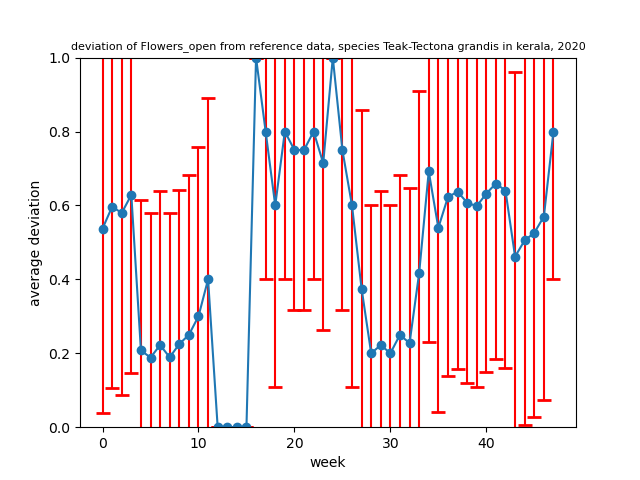 deviation of Flowers_open from reference data, species Teak-Tectona grandis in kerala, 2020
1.0
0.8
0.6
0.4
0.2
0.0
average deviation
0 10 20 30 40
week